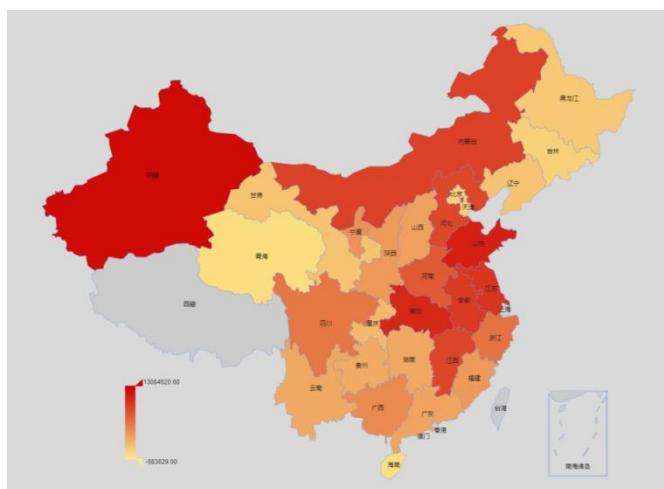 黑龙江
内蒙古
吉林
新疆
辽宁
北京
甘肃
天津
河北
山西
宁夏
山东
陕西
青海
河南
江苏
安徽
西藏
湖北
上海
四川
重庆
浙江
江西
湖南
贵州
福建
13084520.00
云南
广西
广东
台湾
香港
澳门
-683629.00
海南
南海诸岛